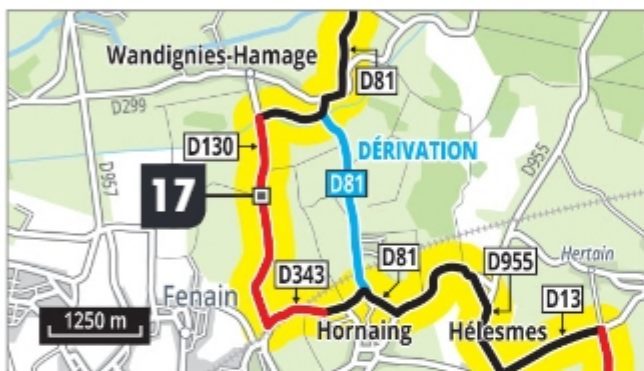 Wandignies-Hamage
D81
D299
D130
DÉRIVATION
D955
D957
17
D81
D343
D81
D955
Hertain
Fenain
D13
1250 m
Hornaing
Hélesmes